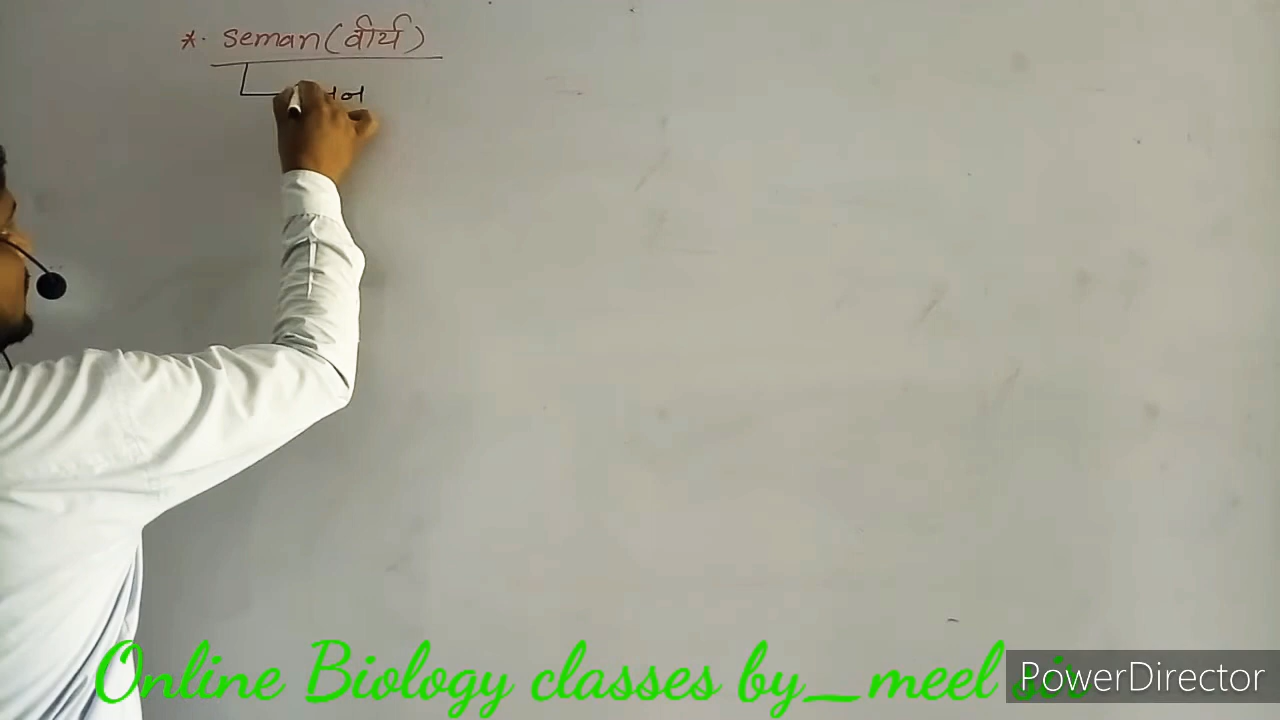 *. Seman (वीर्य)
Online Biology classes by_meel
PowerDirector